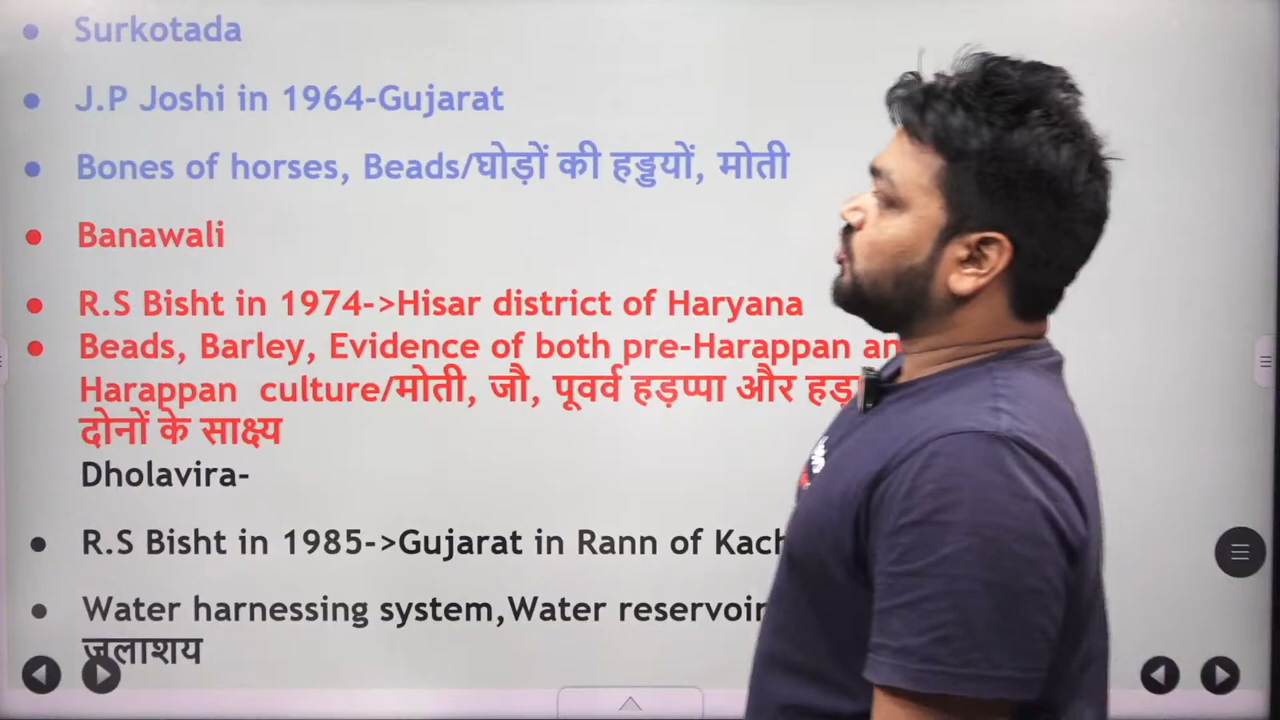 Surkotada
J.P Joshi in 1964-Gujarat
Bones of horses, Beads/घोड़ों की हड्डयों, मोती
Banawali
R.S Bisht in 1974->Hisar district of Haryana
Beads, Barley, Evidence of both pre-Harappan an
Harappan culture/मोती, जौ, पूवर्व हड़प्पा और हड़
दोनों के साक्ष्य
Dholavira-
R.S Bisht in 1985->Gujarat in Rann of Kach
Water harnessing system,Water reservoir
जलाशय